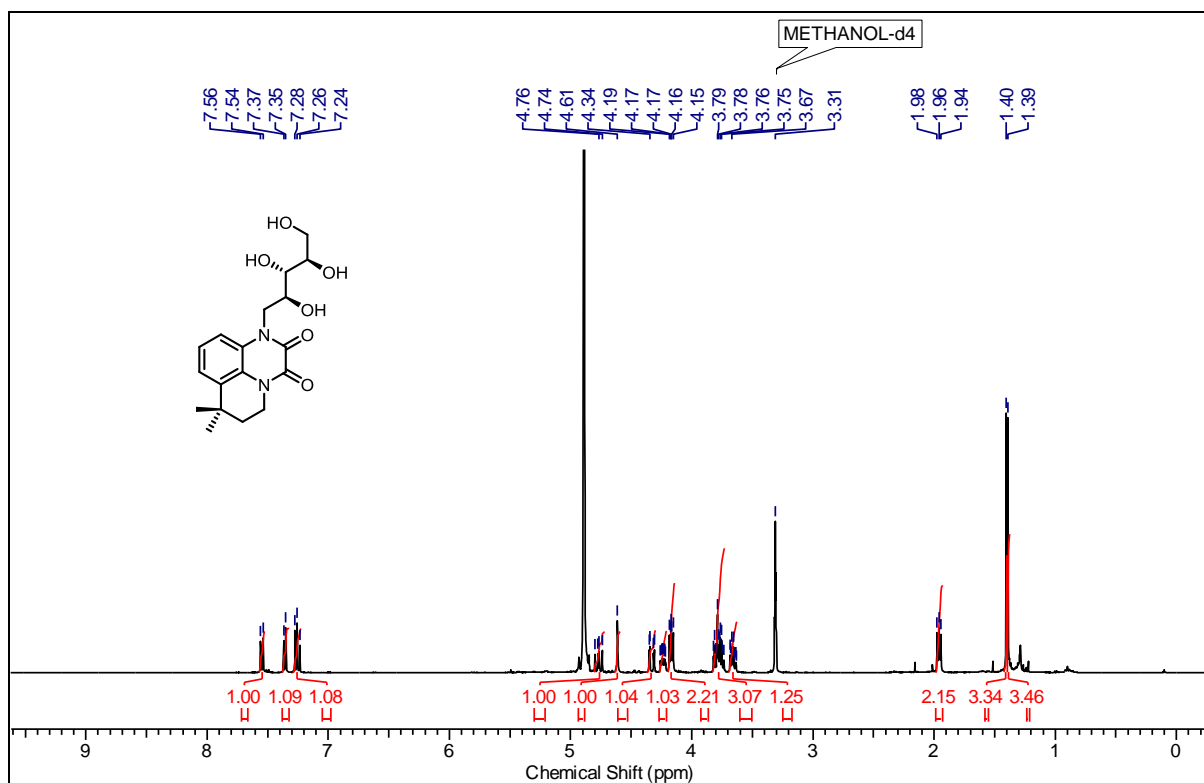 METHANOL-d4
7.56
7.54
7.37
7.35
7.28
7.26
7.24
4.76
4.74
4.61
4.34
4.19
4.17
4.17
4.16
4.15
3.79
3.78
3.76
3.75
3.67
3.31
1.98
1.96
1.94
1.40
1.39
HO
HO
OH
OH
N
O
O
N
1.00 1.09 1.08 1.00 1.00 1.04 1.03 2.21 3.07 1.25 2.15 3.34 3.46
9 8 7 6 5 4 3 2 1 0
Chemical Shift (ppm)